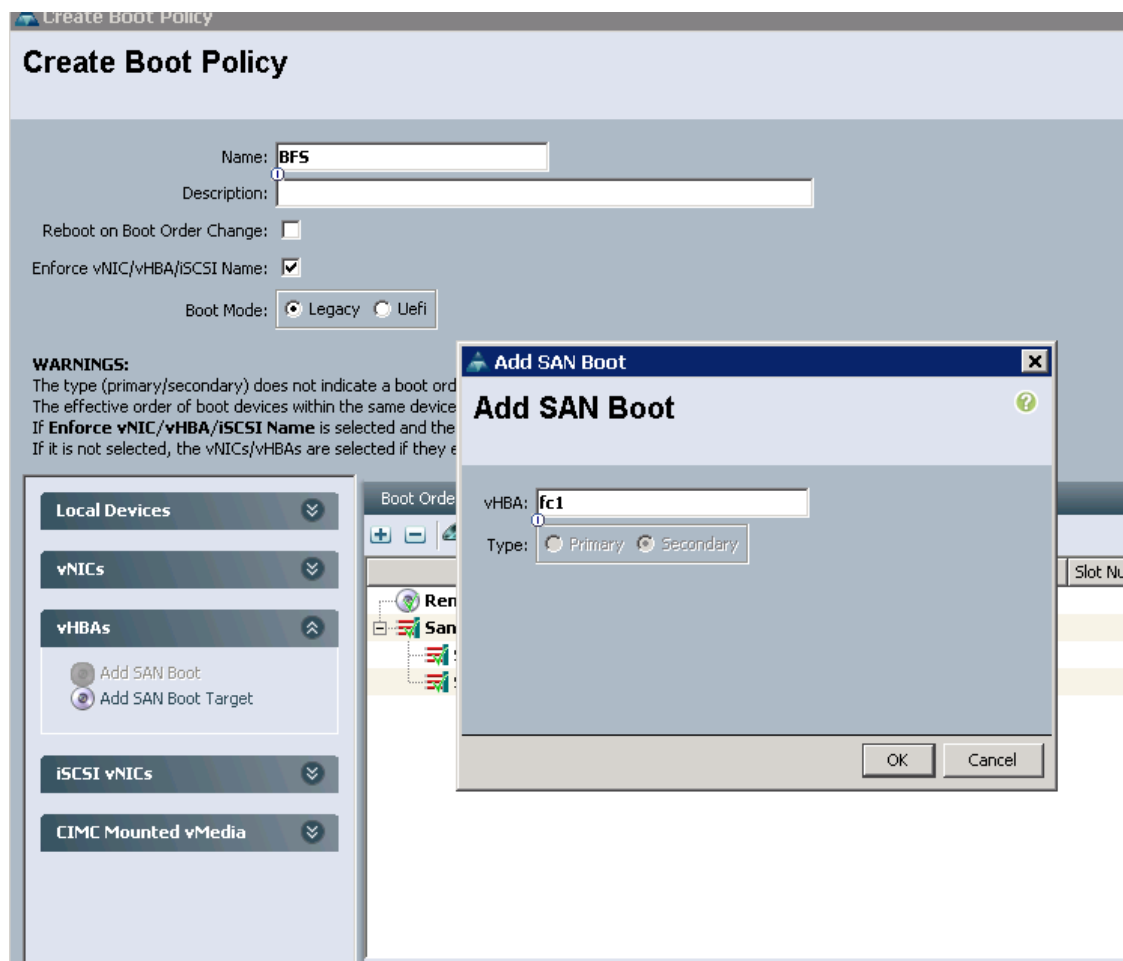 Create Boot Policy
Create Boot Policy
Name: BFS
Description:
Reboot on Boot Order Change:
Enforce vNIC/vHBA/iSCSI Name:
Boot Mode: Legacy Uefi
WARNINGS:
The type (primary/secondary) does not indicate a boot ord
The effective order of boot devices within the same device
If Enforce vNIC/vHBA/iSCSI Name is selected and the
If it is not selected, the vNICs/vHBAs are selected if they e
Local Devices
vNICs
vHBAs
Add SAN Boot
Add SAN Boot Target
iSCSI vNICs
CIMC Mounted vMedia
Boot Orde
Slot Nu
Rem
San
Add SAN Boot
Add SAN Boot
vHBA: fc1
Type: Primary Secondary
OK Cancel